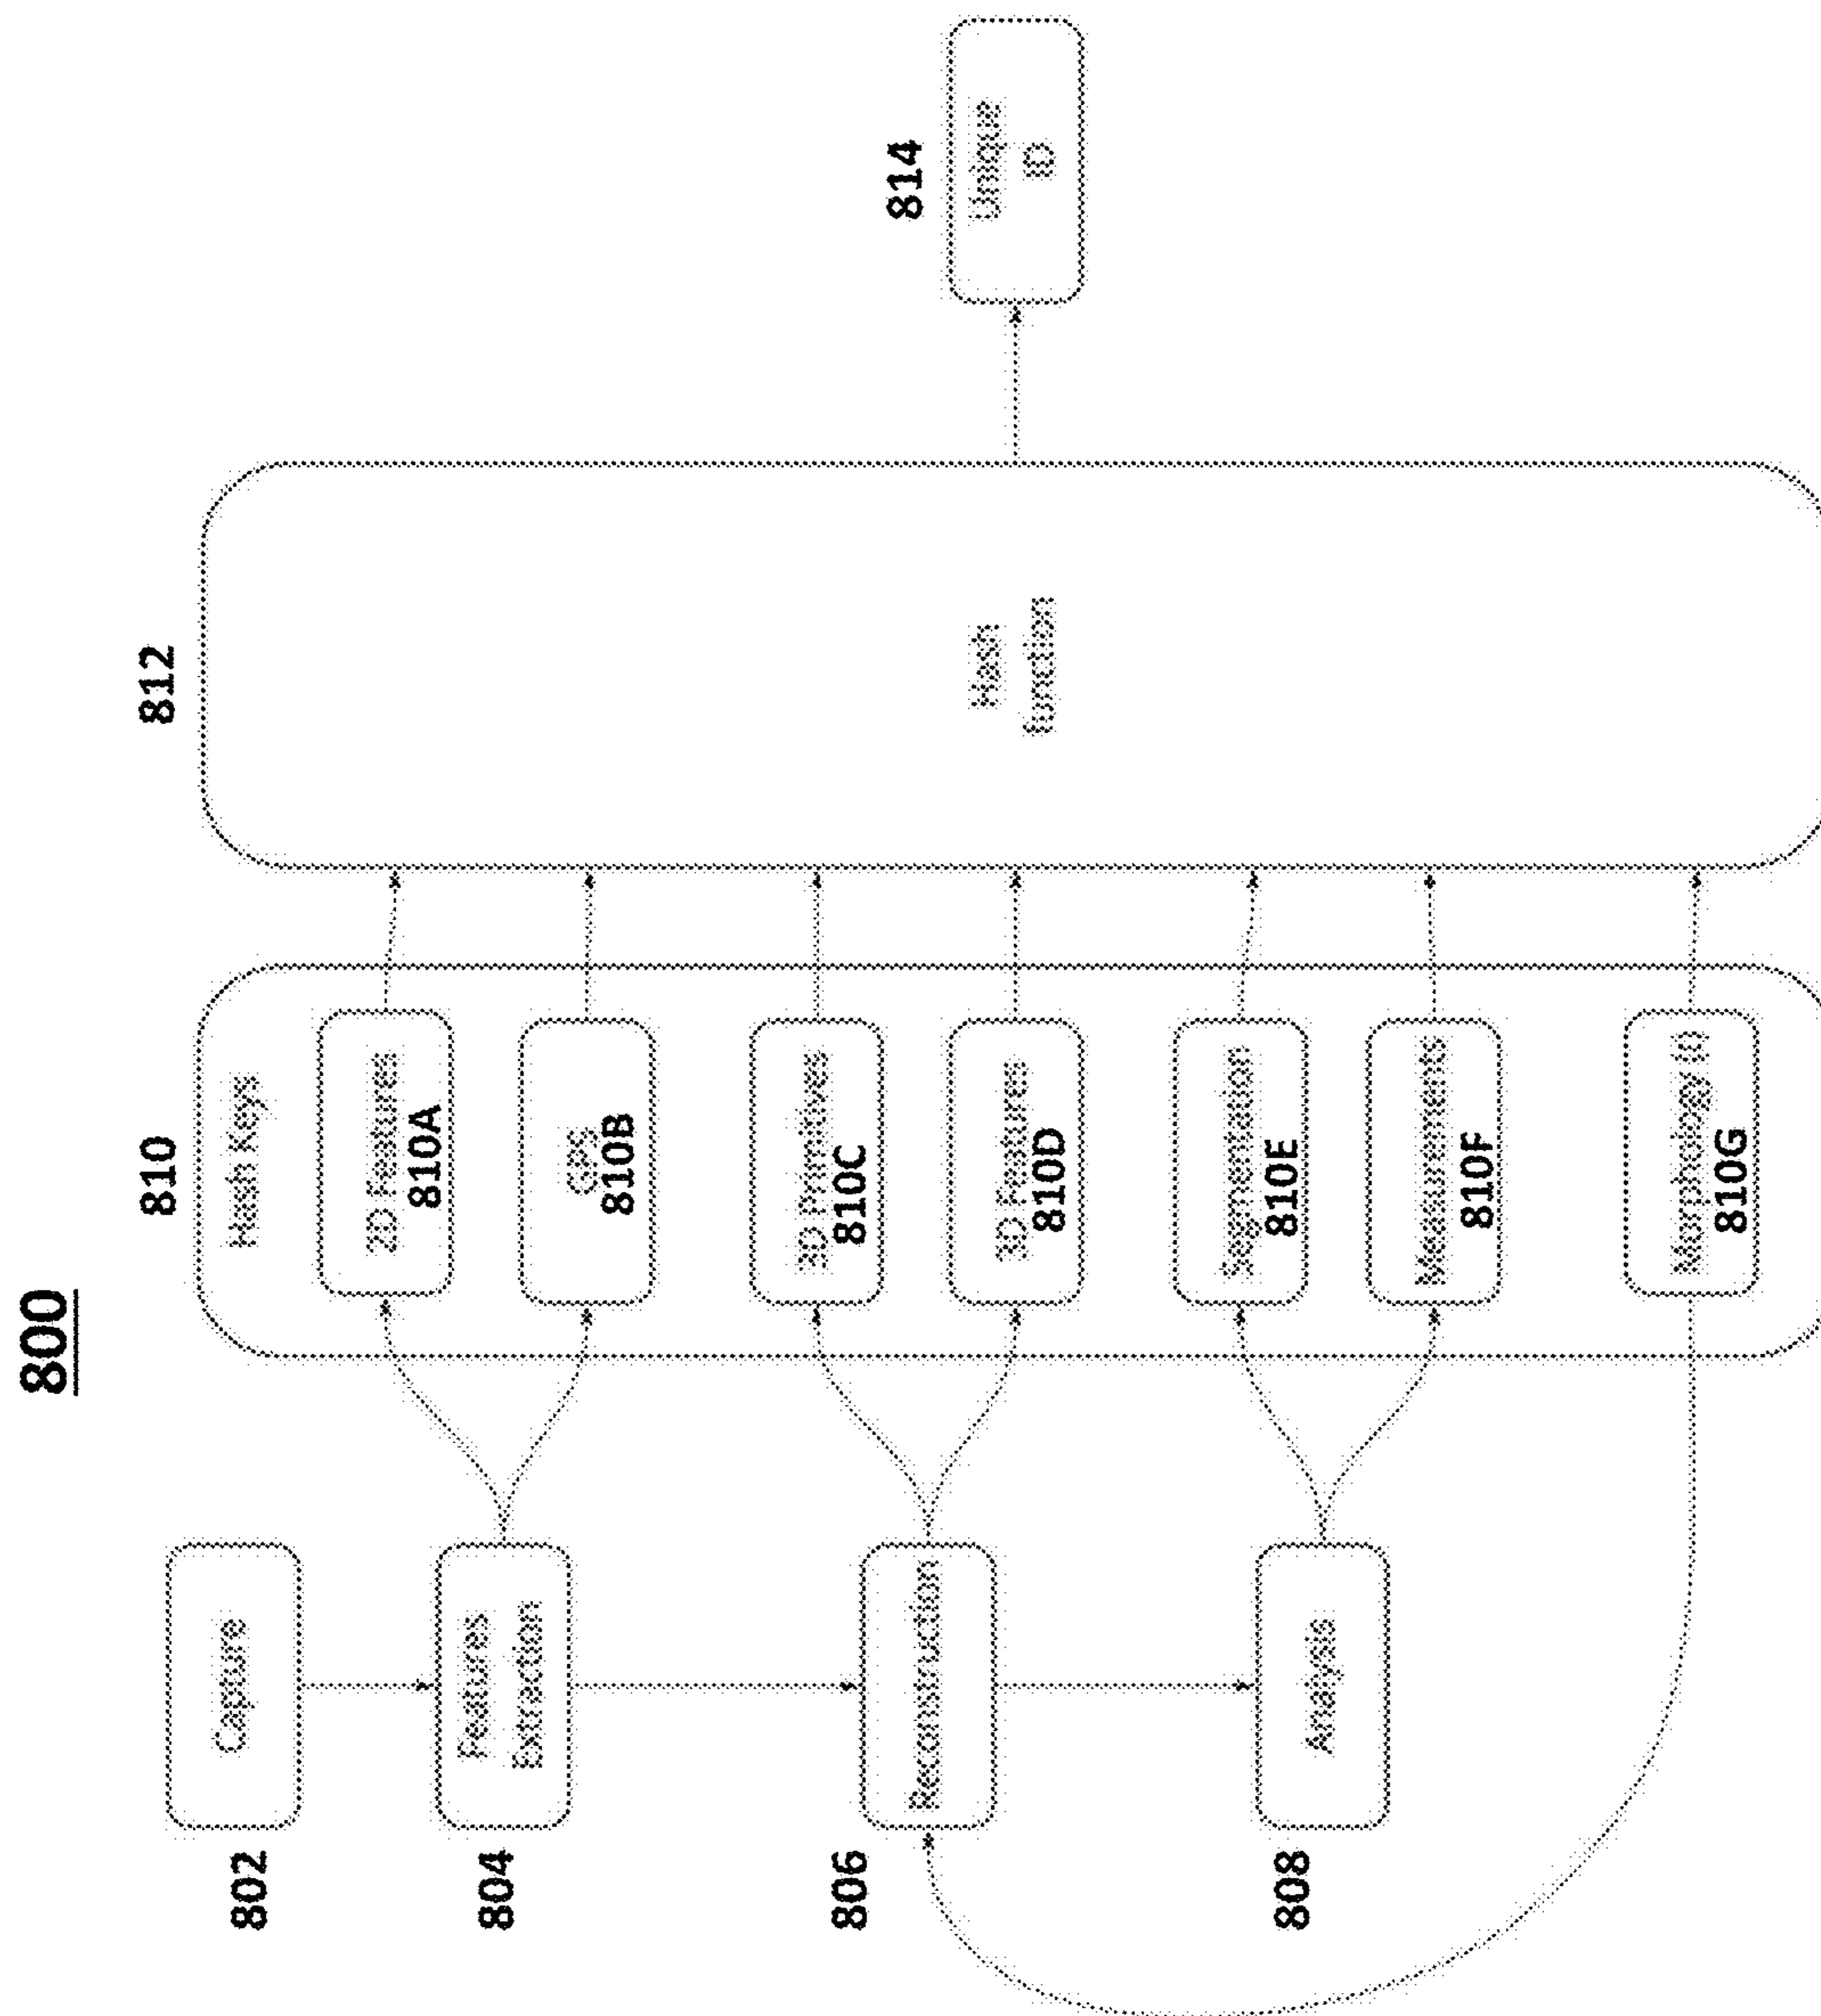 800
802
Capture
804
Features
Extraction
806
Reconstruction
808
Analysis
810
Hash Keys
2D Features
810A
GPS
810B
3D Primitives
810C
3D Features
810D
Segmentation
810E
Measurements
810F
Morphology ID
810G
812
Hash
function
814
Unique
ID